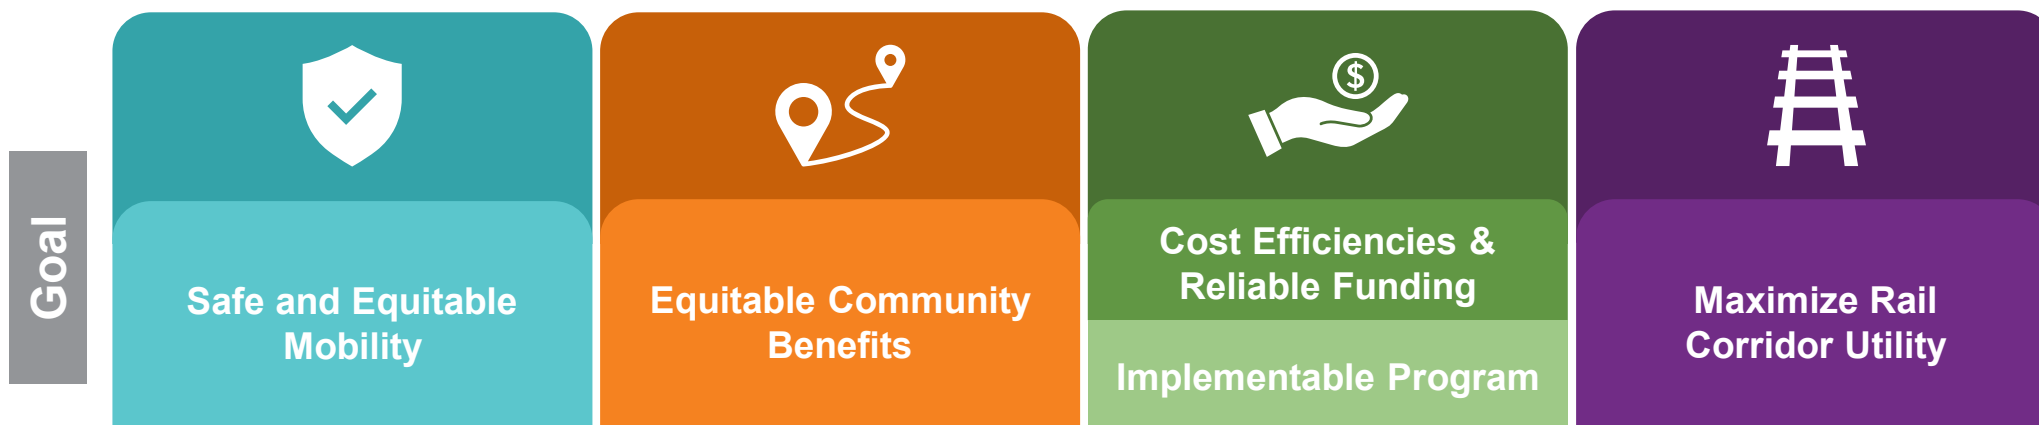 Goal
Safe and Equitable
Mobility
Equitable Community
Benefits
$
Cost Efficiencies &
Reliable Funding
Implementable Program
Maximize Rail
Corridor Utility